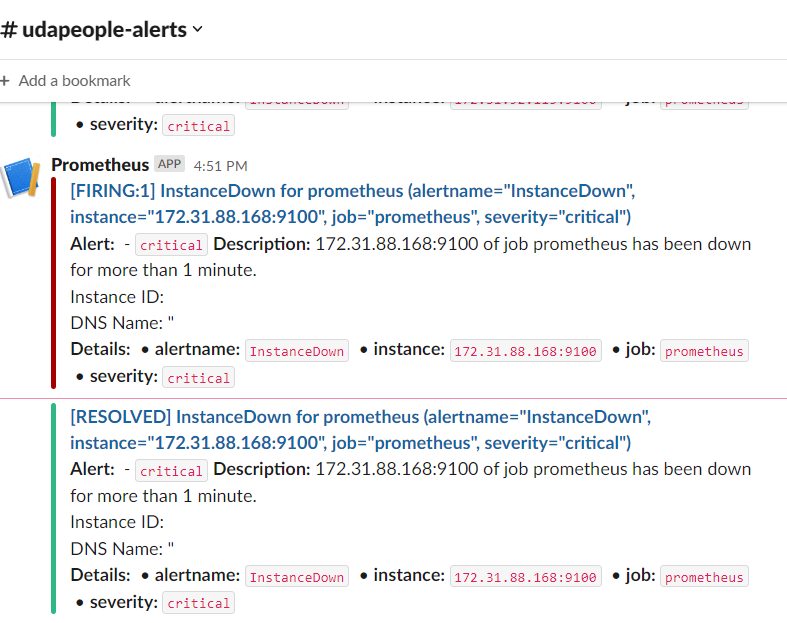 # udapeople-alerts
+ Add a bookmark
• severity: critical
Prometheus APP 4:51 PM
[FIRING:1] InstanceDown for prometheus (alertname="InstanceDown",
instance="172.31.88.168:9100", job="prometheus", severity="critical")
Alert: - critical Description: 172.31.88.168:9100 of job prometheus has been down
for more than 1 minute.
Instance ID:
DNS Name: "
Details: • alertname: InstanceDown • instance: 172.31.88.168:9100 • job: prometheus
• severity: critical
[RESOLVED] InstanceDown for prometheus (alertname="InstanceDown",
instance="172.31.88.168:9100", job="prometheus", severity="critical")
Alert: - critical Description: 172.31.88.168:9100 of job prometheus has been down
for more than 1 minute.
Instance ID:
DNS Name: "
Details: • alertname: InstanceDown • instance: 172.31.88.168:9100 • job: prometheus
• severity: critical